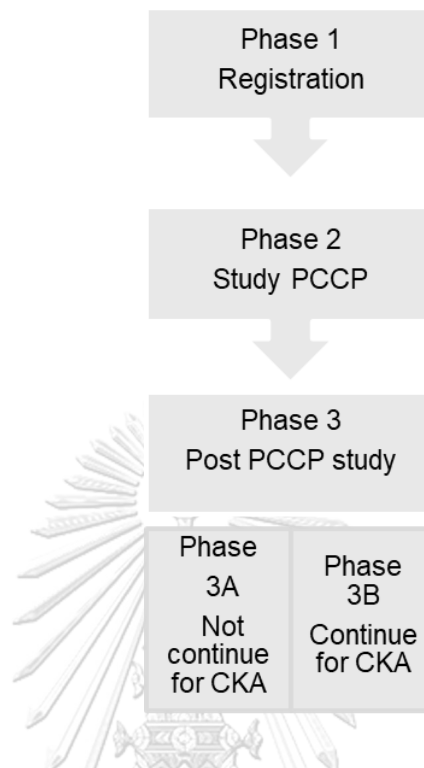 Phase 1
Registration
Phase 2
Study PCCP
Phase 3
Post PCCP study
Phase
3A
Not
continue
for CKA
Phase
3B
Continue
for CKA